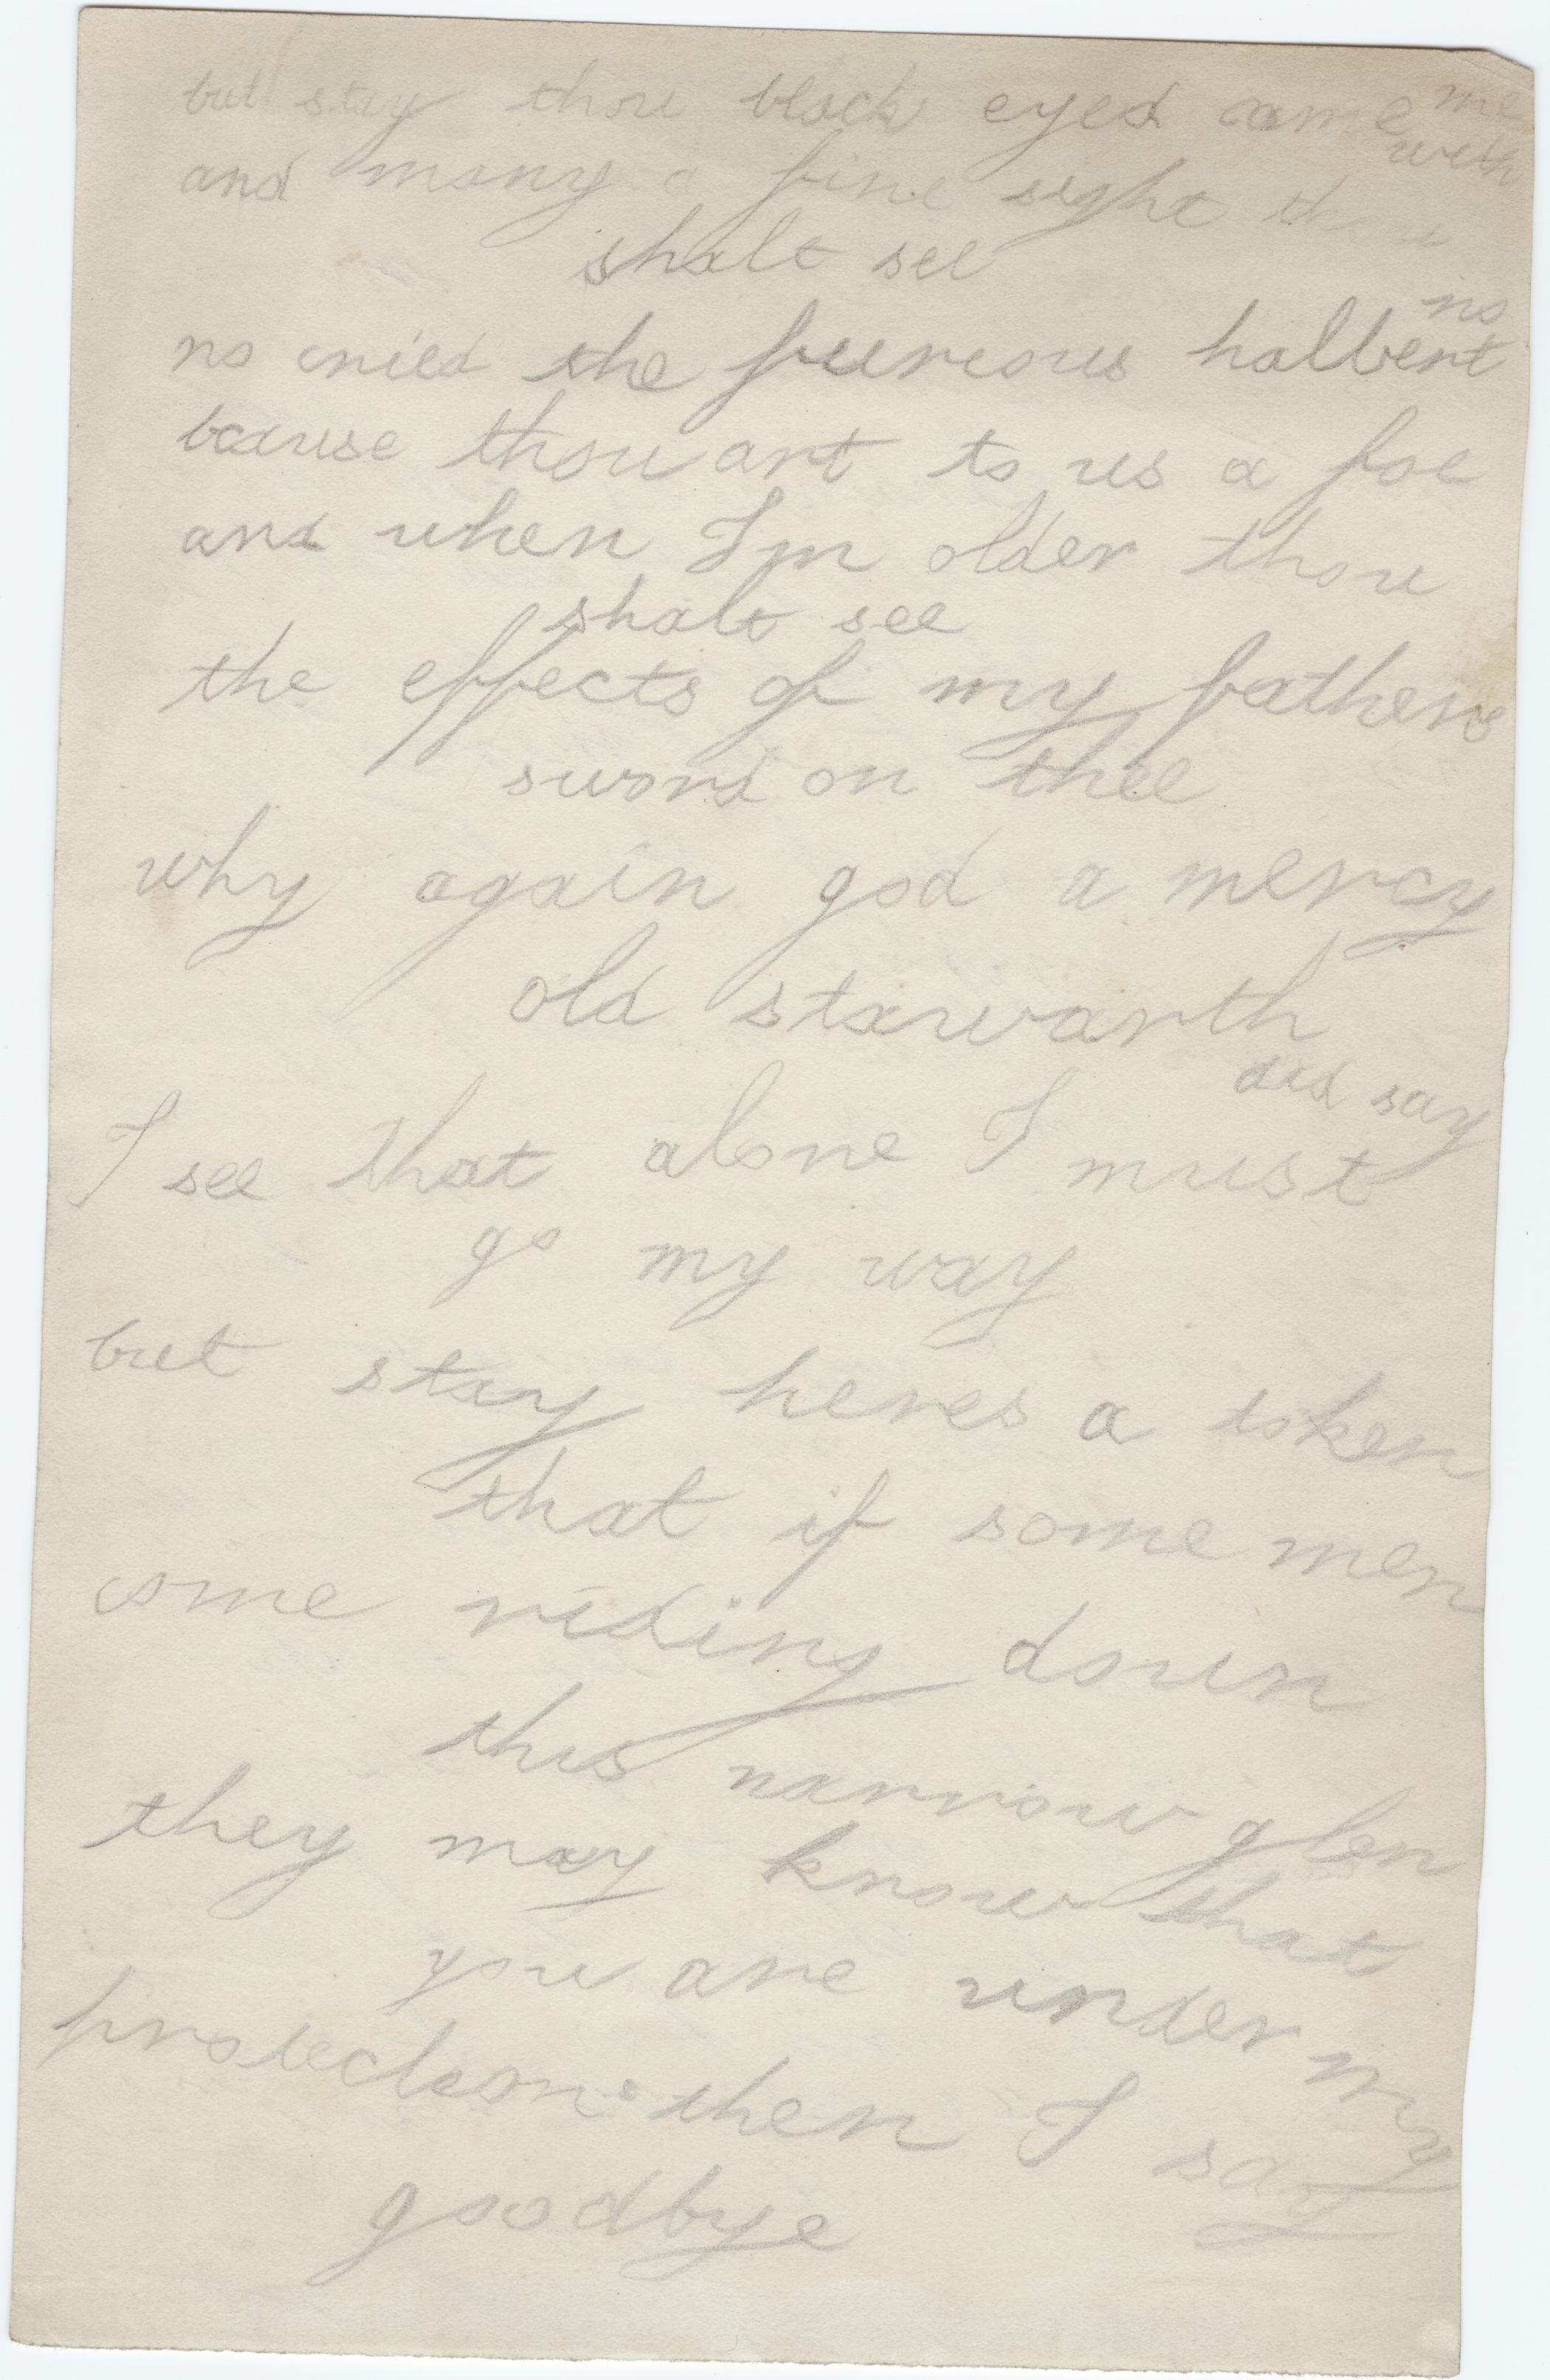 but stay thou black eyed come me
with
and many a fine sight thou
shalt see
no
no cried the furious halbert
bcause thou art to us a foe
and when Im older thou
shalt see
the effects of my fathers
sword on thee
why again god a mercy
old stawarth
did say
I see that alone I must
go my way
but stay heres a token
that if some men
come riding down
this narrow glen
they may know that
you are under my
protection then I say
goodbye